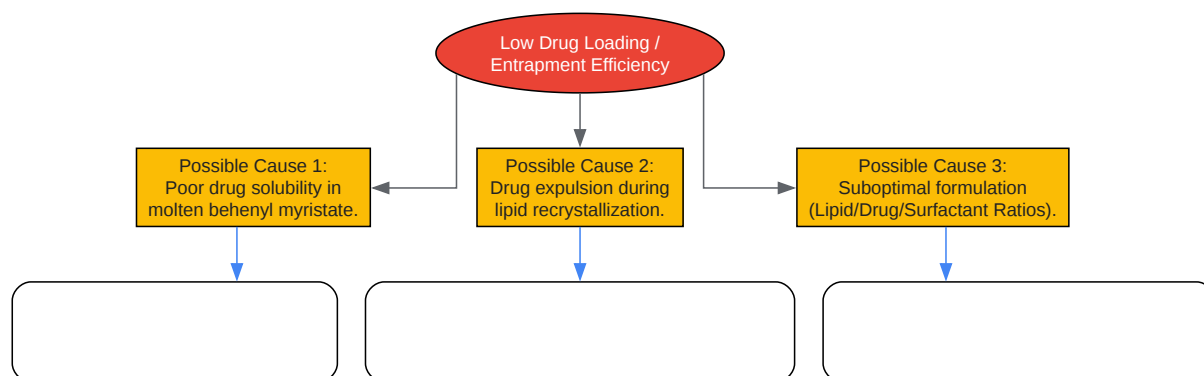 Low Drug Loading /
Entrapment Efficiency
Possible Cause 1:
Poor drug solubility in
molten behenyl myristate.
Possible Cause 2:
Drug expulsion during
lipid recrystallization.
Possible Cause 3:
Suboptimal formulation
(Lipid/Drug/Surfactant Ratios).